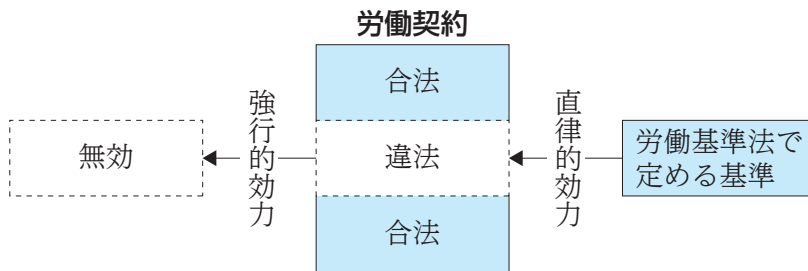 労働契約
合法
強行的効力
直律的効力
無効
違法
労働基準法で
定める基準
合法